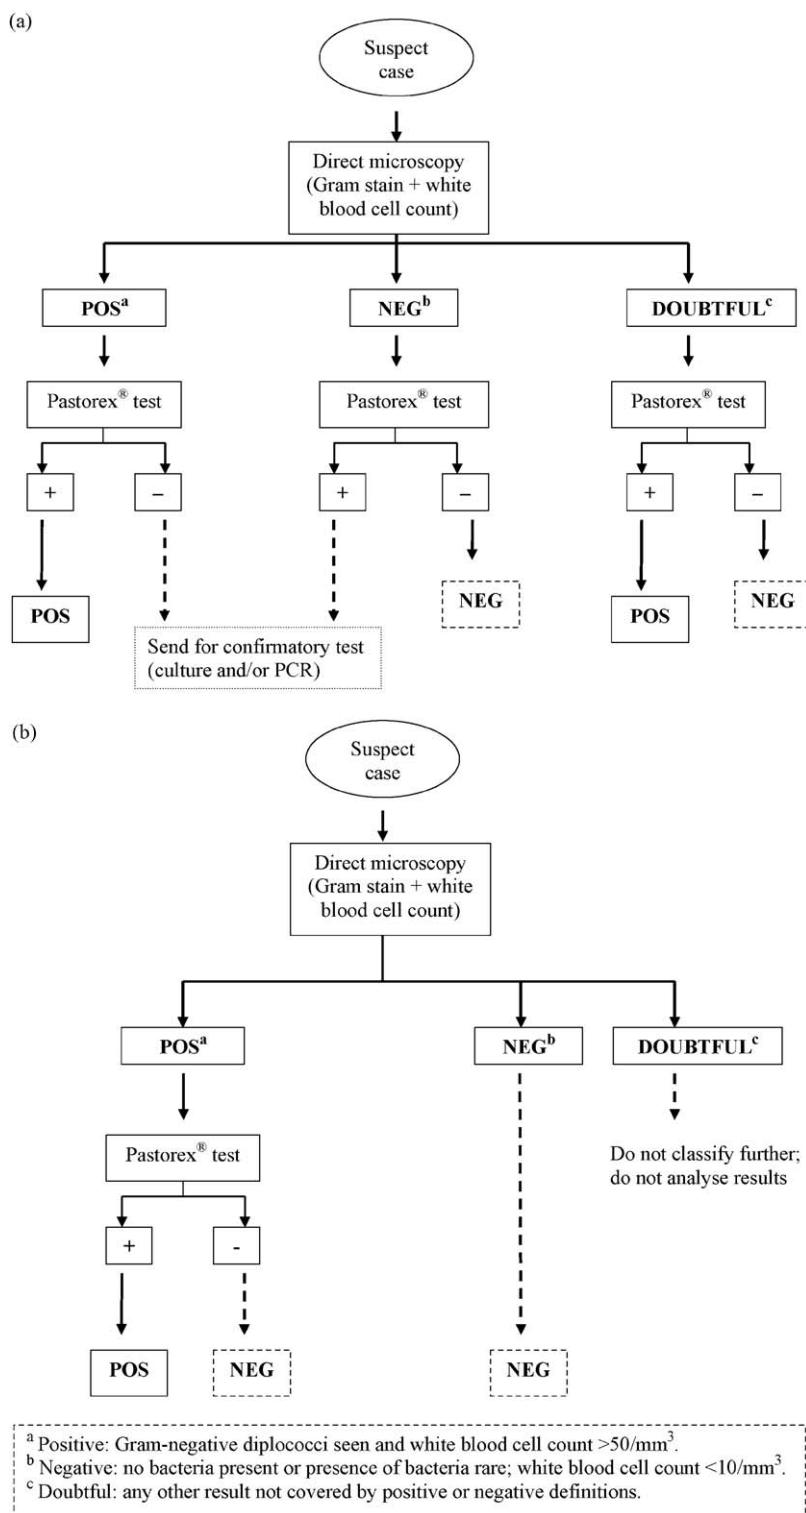 (a)
Suspect
case
Direct microscopy
(Gram stain + white
blood cell count)
POSᵃ
NEGᵇ
DOUBTFULᶜ
Pastorex® test
Pastorex® test
Pastorex® test
+
–
+
–
+
–
POS
Send for confirmatory test
(culture and/or PCR)
NEG
POS
NEG
(b)
Suspect
case
Direct microscopy
(Gram stain + white
blood cell count)
POSᵃ
NEGᵇ
DOUBTFULᶜ
Pastorex® test
Do not classify further;
do not analyse results
+
-
POS
NEG
NEG
ᵃ Positive: Gram-negative diplococci seen and white blood cell count >50/mm³.
ᵇ Negative: no bacteria present or presence of bacteria rare; white blood cell count <10/mm³.
ᶜ Doubtful: any other result not covered by positive or negative definitions.